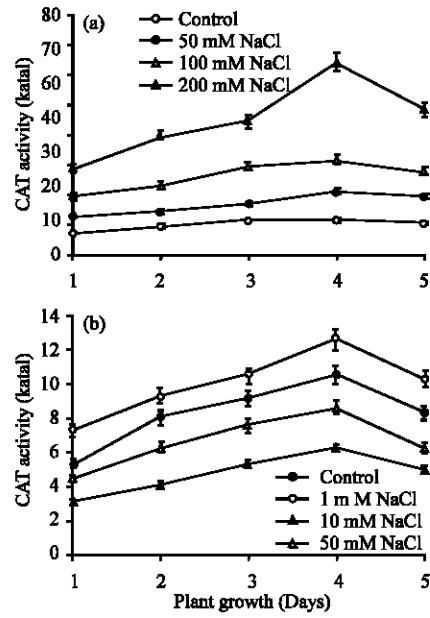 80
(a)
Control
50 mM NaCl
100 mM NaCl
200 mM NaCl
70
60
50
40
30
20
10
0
CAT activity (katal)
1 2 3 4 5
14
(b)
12
10
8
6
4
2
0
CAT activity (katal)
Control
1 m M NaCl
10 mM NaCl
50 mM NaCl
1 2 3 4 5
Plant growth (Days)